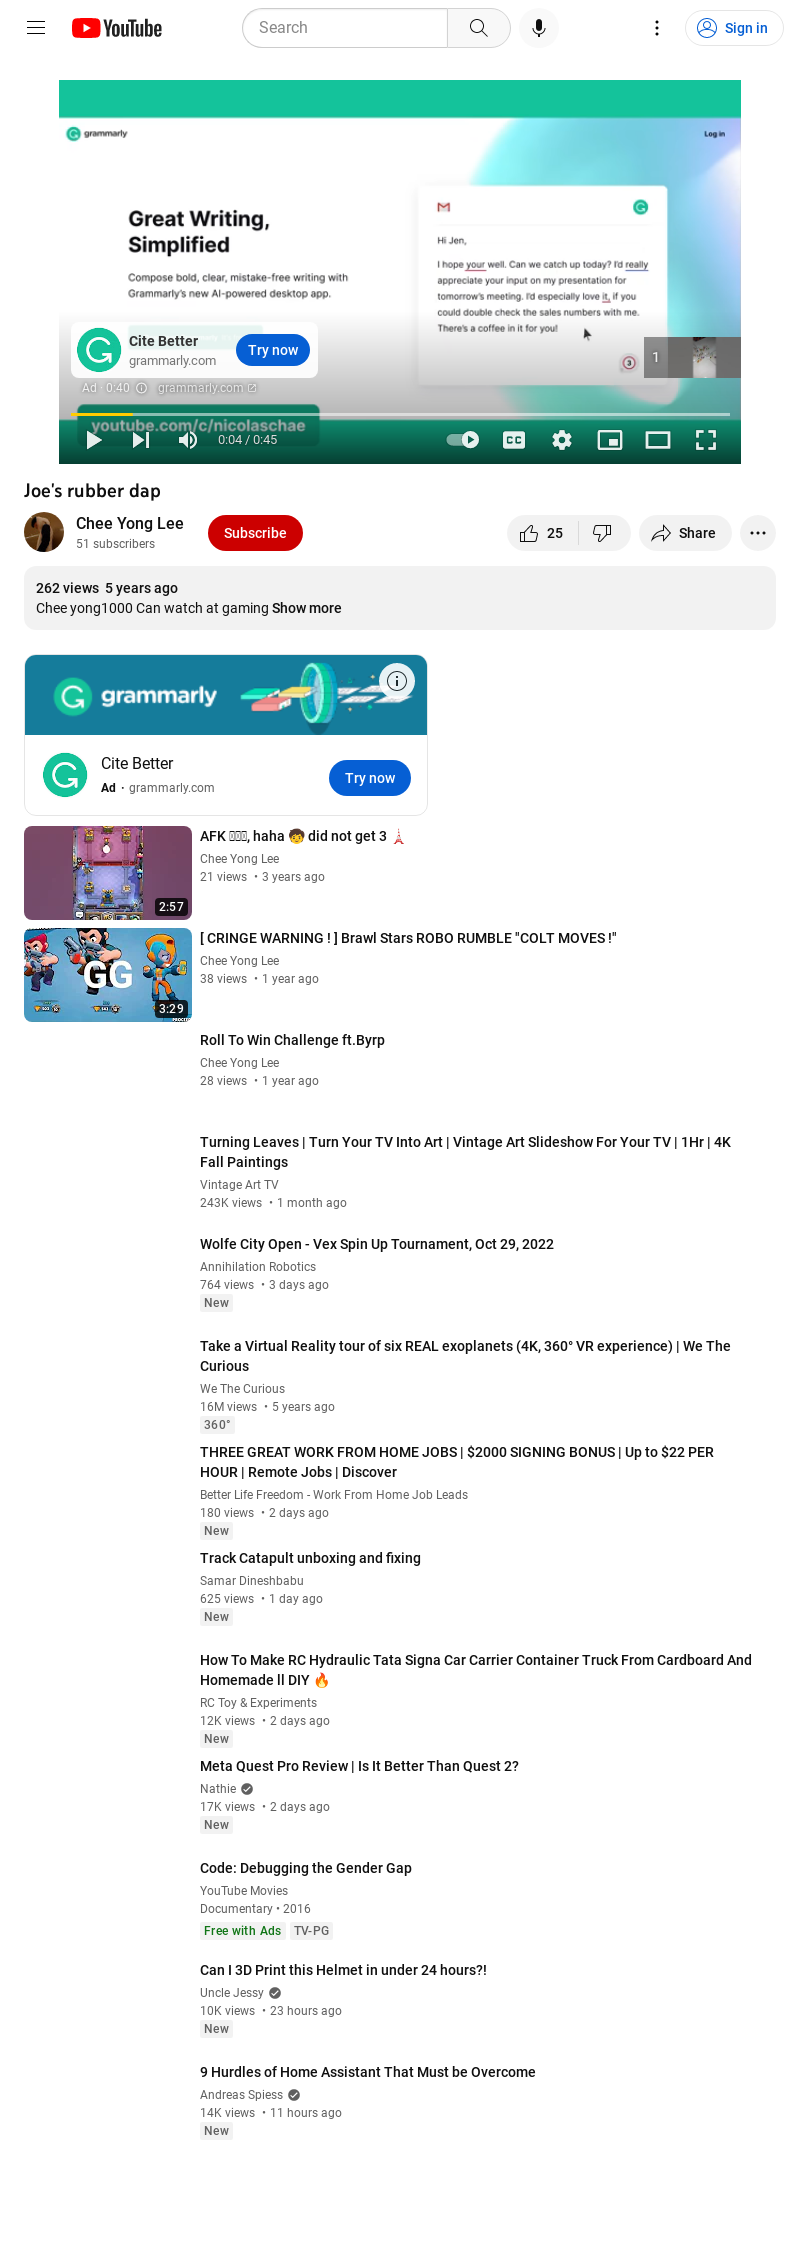 YouTube
Search
Sign in
grammarly
Log in
Great Writing,
Simplified
Compose bold, clear, mistake-free writing with
Grammarly's new AI-powered desktop app.
Hi Jen,
I hope your well. Can we catch up today? I'd really
appreciate your input on my presentation for
tomorrow's meeting. I'd especially love it, if you
could double check the sales numbers with me.
There's a coffee in it for you!
3
Cite Better
grammarly.com
Try now
1
Ad · 0:40 grammarly.com
youtube.com/c/nicolaschae
0:04 / 0:45
CC
Joe's rubber dap
Chee Yong Lee
51 subscribers
Subscribe
25
Share
262 views 5 years ago
Chee yong1000 Can watch at gaming Show more
grammarly
Cite Better
Ad · grammarly.com
Try now
2:57
AFK , haha 🧒 did not get 3 🗼
Chee Yong Lee
21 views • 3 years ago
GG
3:29
[ CRINGE WARNING ! ] Brawl Stars ROBO RUMBLE "COLT MOVES !"
Chee Yong Lee
38 views • 1 year ago
Roll To Win Challenge ft.Byrp
Chee Yong Lee
28 views • 1 year ago
Turning Leaves | Turn Your TV Into Art | Vintage Art Slideshow For Your TV | 1Hr | 4K
Fall Paintings
Vintage Art TV
243K views • 1 month ago
Wolfe City Open - Vex Spin Up Tournament, Oct 29, 2022
Annihilation Robotics
764 views • 3 days ago
New
Take a Virtual Reality tour of six REAL exoplanets (4K, 360° VR experience) | We The
Curious
We The Curious
16M views • 5 years ago
360°
THREE GREAT WORK FROM HOME JOBS | $2000 SIGNING BONUS | Up to $22 PER
HOUR | Remote Jobs | Discover
Better Life Freedom - Work From Home Job Leads
180 views • 2 days ago
New
Track Catapult unboxing and fixing
Samar Dineshbabu
625 views • 1 day ago
New
How To Make RC Hydraulic Tata Signa Car Carrier Container Truck From Cardboard And
Homemade ll DIY 🔥
RC Toy & Experiments
12K views • 2 days ago
New
Meta Quest Pro Review | Is It Better Than Quest 2?
Nathie
17K views • 2 days ago
New
Code: Debugging the Gender Gap
YouTube Movies
Documentary • 2016
Free with Ads TV-PG
Can I 3D Print this Helmet in under 24 hours?!
Uncle Jessy
10K views • 23 hours ago
New
9 Hurdles of Home Assistant That Must be Overcome
Andreas Spiess
14K views • 11 hours ago
New